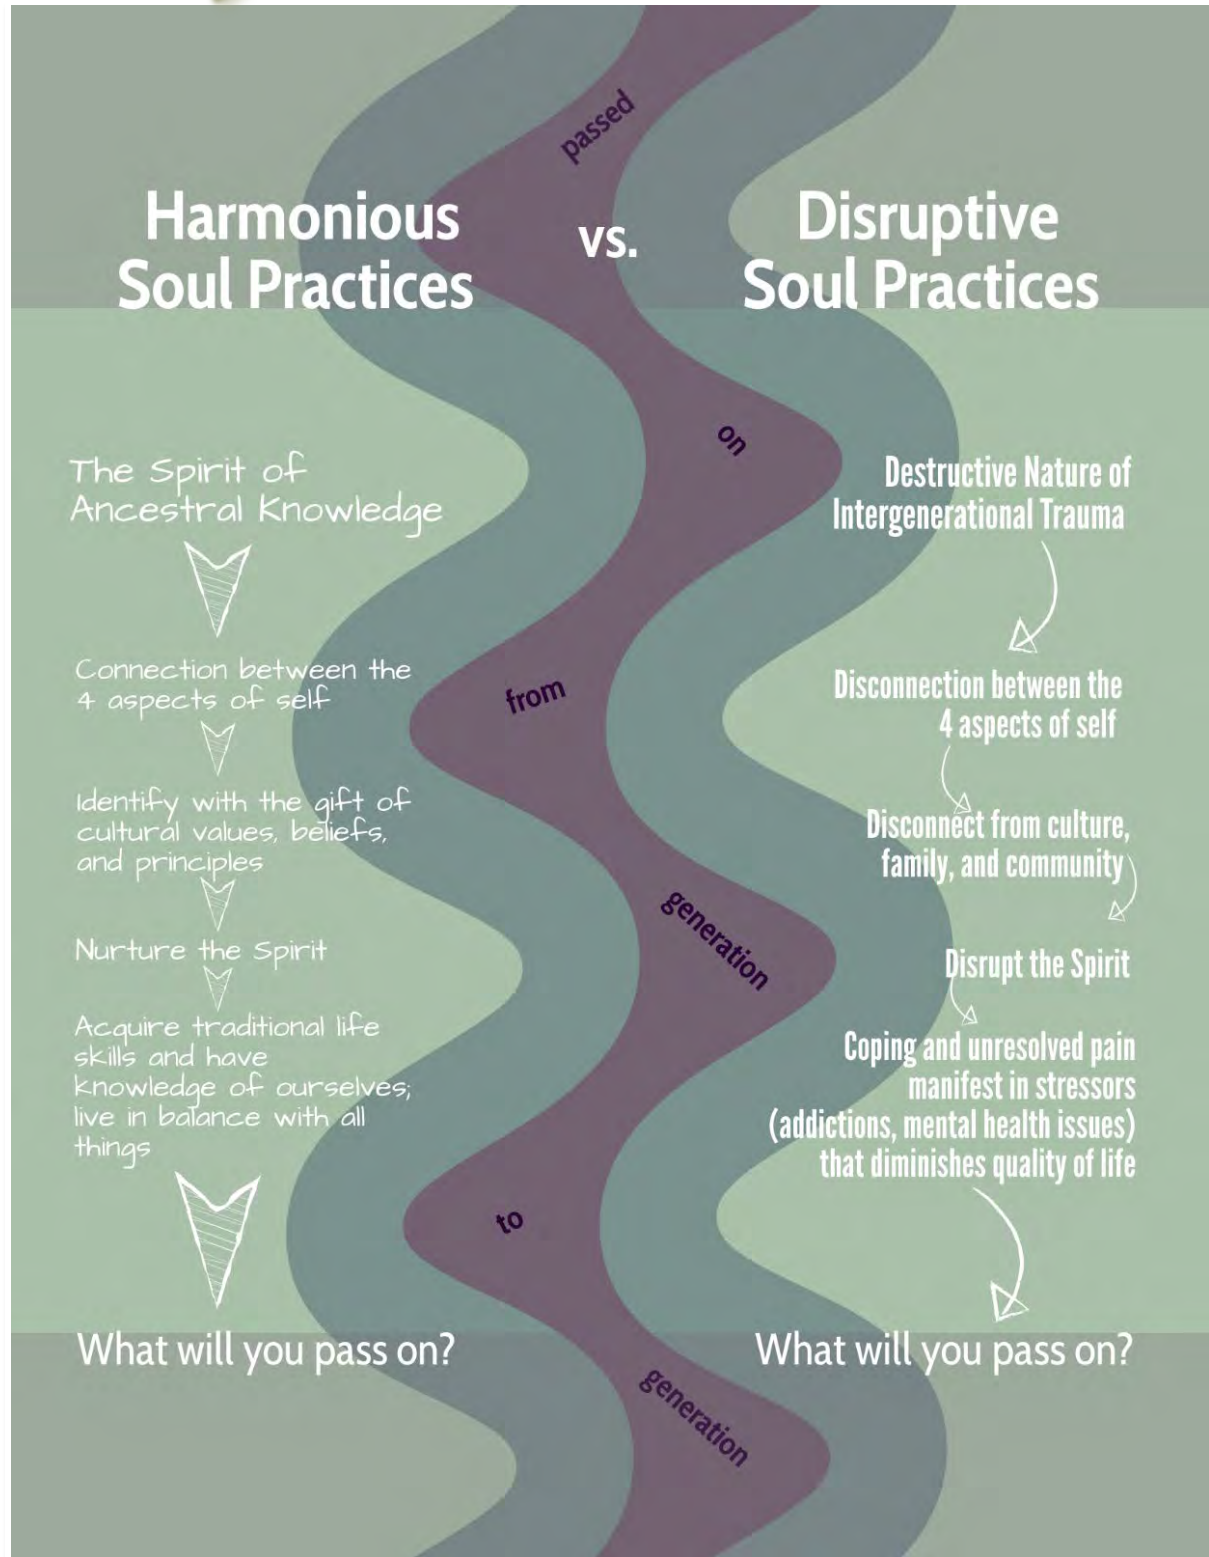 Harmonious
Soul Practices
vs.
Disruptive
Soul Practices
The Spirit of
Ancestral Knowledge
Connection between the
4 aspects of self
Identify with the gift of
cultural values, beliefs,
and principles
Nurture the Spirit
Acquire traditional life
skills and have
knowledge of ourselves;
live in balance with all
things
What will you pass on?
passed
on
from
generation
to
generation
Destructive Nature of
Intergenerational Trauma
Disconnection between the
4 aspects of self
Disconnect from culture,
family, and community
Disrupt the Spirit
Coping and unresolved pain
manifest in stressors
(addictions, mental health issues)
that diminishes quality of life
What will you pass on?